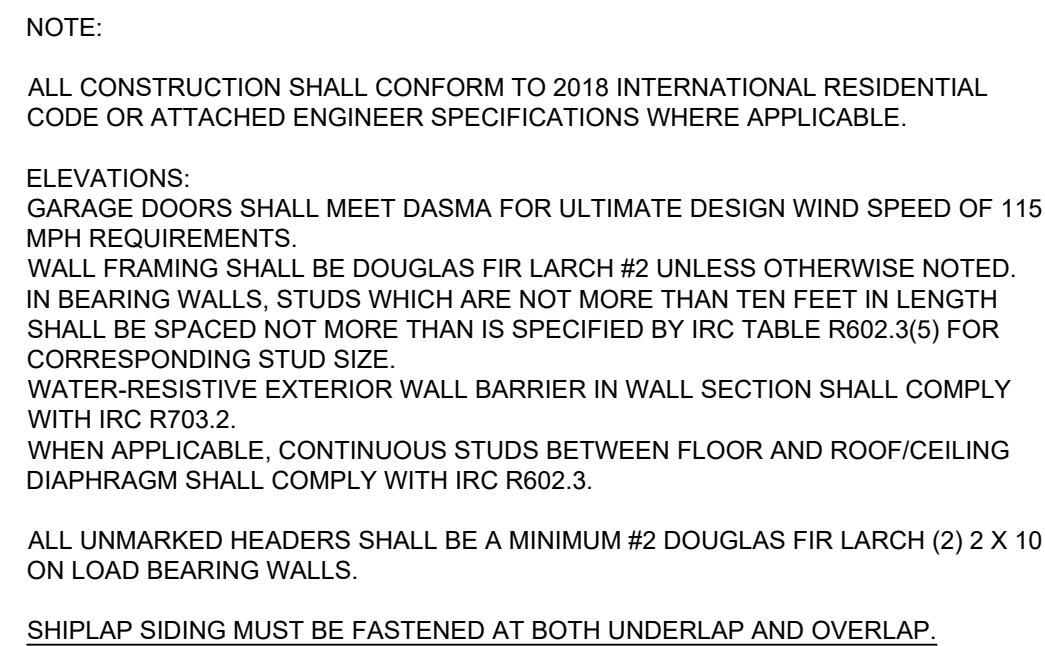 NOTE:
ALL CONSTRUCTION SHALL CONFORM TO 2018 INTERNATIONAL RESIDENTIAL
CODE OR ATTACHED ENGINEER SPECIFICATIONS WHERE APPLICABLE.
ELEVATIONS:
GARAGE DOORS SHALL MEET DASMA FOR ULTIMATE DESIGN WIND SPEED OF 115
MPH REQUIREMENTS.
WALL FRAMING SHALL BE DOUGLAS FIR LARCH #2 UNLESS OTHERWISE NOTED.
IN BEARING WALLS, STUDS WHICH ARE NOT MORE THAN TEN FEET IN LENGTH
SHALL BE SPACED NOT MORE THAN IS SPECIFIED BY IRC TABLE R602.3(5) FOR
CORRESPONDING STUD SIZE.
WATER-RESISTIVE EXTERIOR WALL BARRIER IN WALL SECTION SHALL COMPLY
WITH IRC R703.2.
WHEN APPLICABLE, CONTINUOUS STUDS BETWEEN FLOOR AND ROOF/CEILING
DIAPHRAGM SHALL COMPLY WITH IRC R602.3.
ALL UNMARKED HEADERS SHALL BE A MINIMUM #2 DOUGLAS FIR LARCH (2) 2 X 10
ON LOAD BEARING WALLS.
SHIPLAP SIDING MUST BE FASTENED AT BOTH UNDERLAP AND OVERLAP.